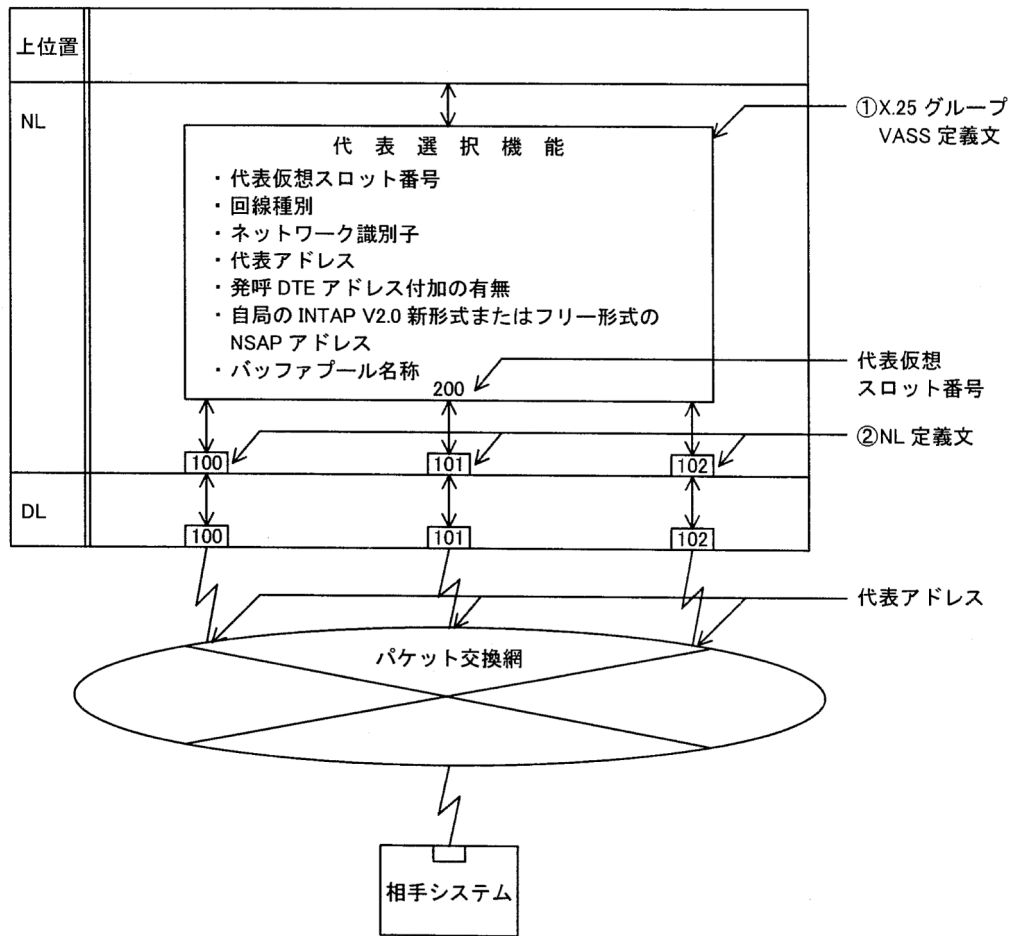 上位置
NL
①X.25 グループ
VASS 定義文
代表選択機能
・代表仮想スロット番号
・回線種別
・ネットワーク識別子
・代表アドレス
・発呼 DTE アドレス付加の有無
・自局の INTAP V2.0 新形式またはフリー形式の
NSAP アドレス
・バッファプール名称
200
代表仮想
スロット番号
②NL 定義文
100
101
102
DL
100
101
102
代表アドレス
パケット交換網
相手システム